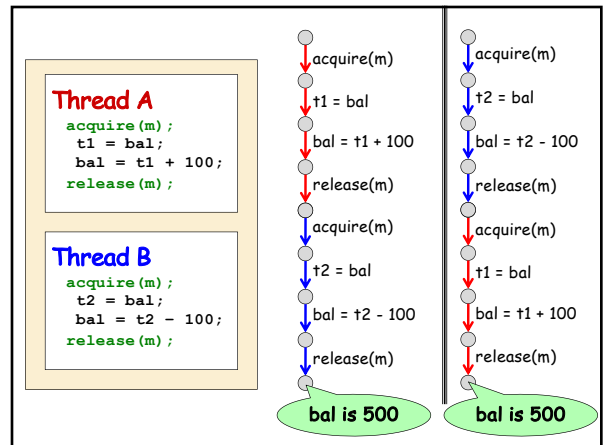 Thread A
acquire(m);
t1 = bal;
bal = t1 + 100;
release(m);
Thread B
acquire(m);
t2 = bal;
bal = t2 – 100;
release(m);
acquire(m)
t1 = bal
bal = t1 + 100
release(m)
acquire(m)
t2 = bal
bal = t2 - 100
release(m)
bal is 500
acquire(m)
t2 = bal
bal = t2 - 100
release(m)
acquire(m)
t1 = bal
bal = t1 + 100
release(m)
bal is 500